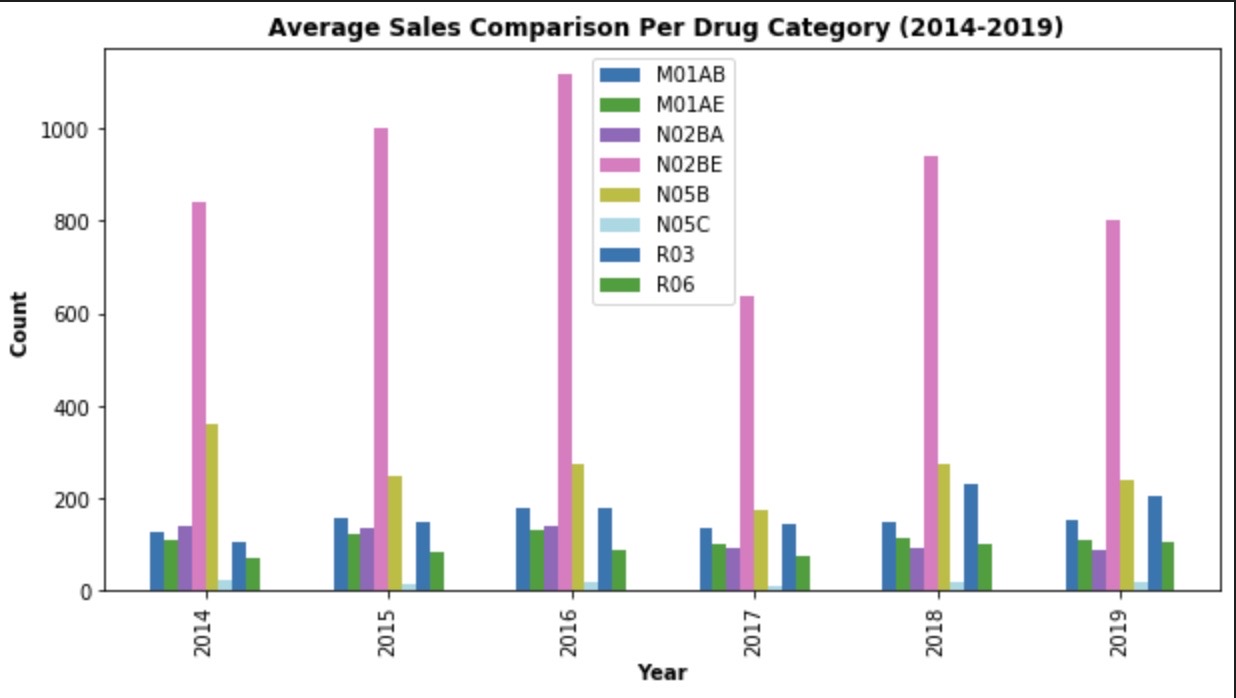 Average Sales Comparison Per Drug Category (2014-2019)
M01AB
M01AE
N02BA
N02BE
N05B
N05C
R03
R06
1000
800
600
400
200
0
Count
2014
2015
2016
2017
2018
2019
Year